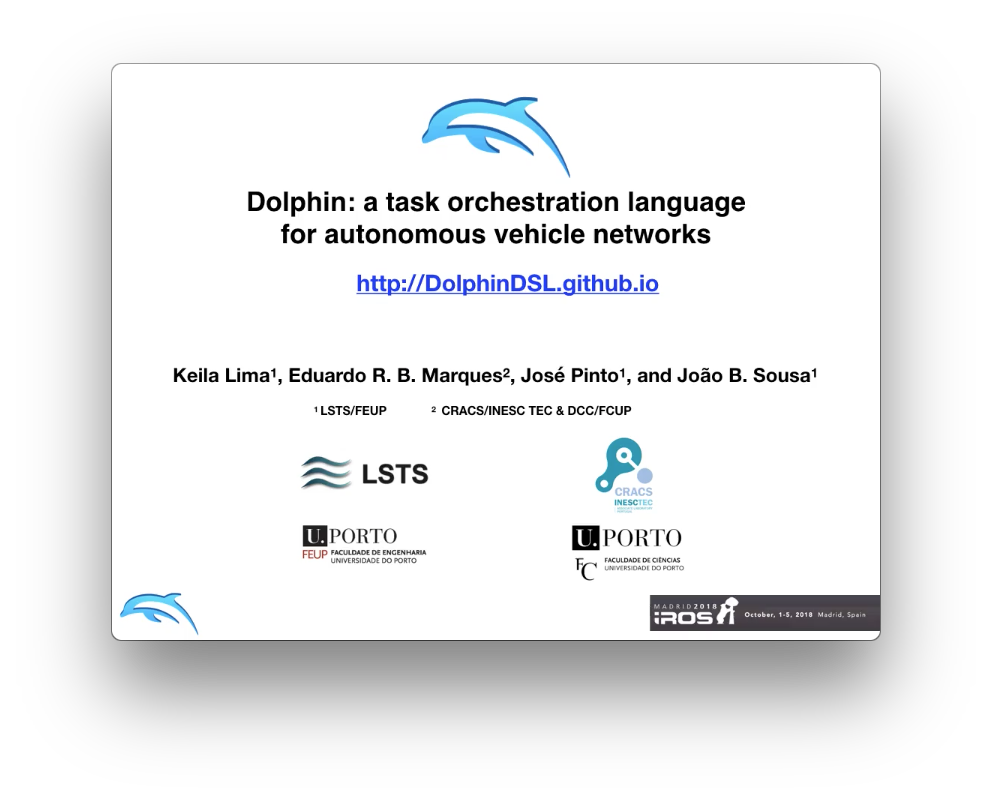 Dolphin: a task orchestration language
for autonomous vehicle networks
http://DolphinDSL.github.io
Keila Lima¹, Eduardo R. B. Marques², José Pinto¹, and João B. Sousa¹
¹ LSTS/FEUP
² CRACS/INESC TEC & DCC/FCUP
LSTS
CRACS
INESCTEC
U.PORTO
FEUP FACULDADE DE ENGENHARIA
UNIVERSIDADE DO PORTO
U.PORTO
FC FACULDADE DE CIÊNCIAS
UNIVERSIDADE DO PORTO
MADRID2018
IROS
October, 1-5, 2018 Madrid, Spain